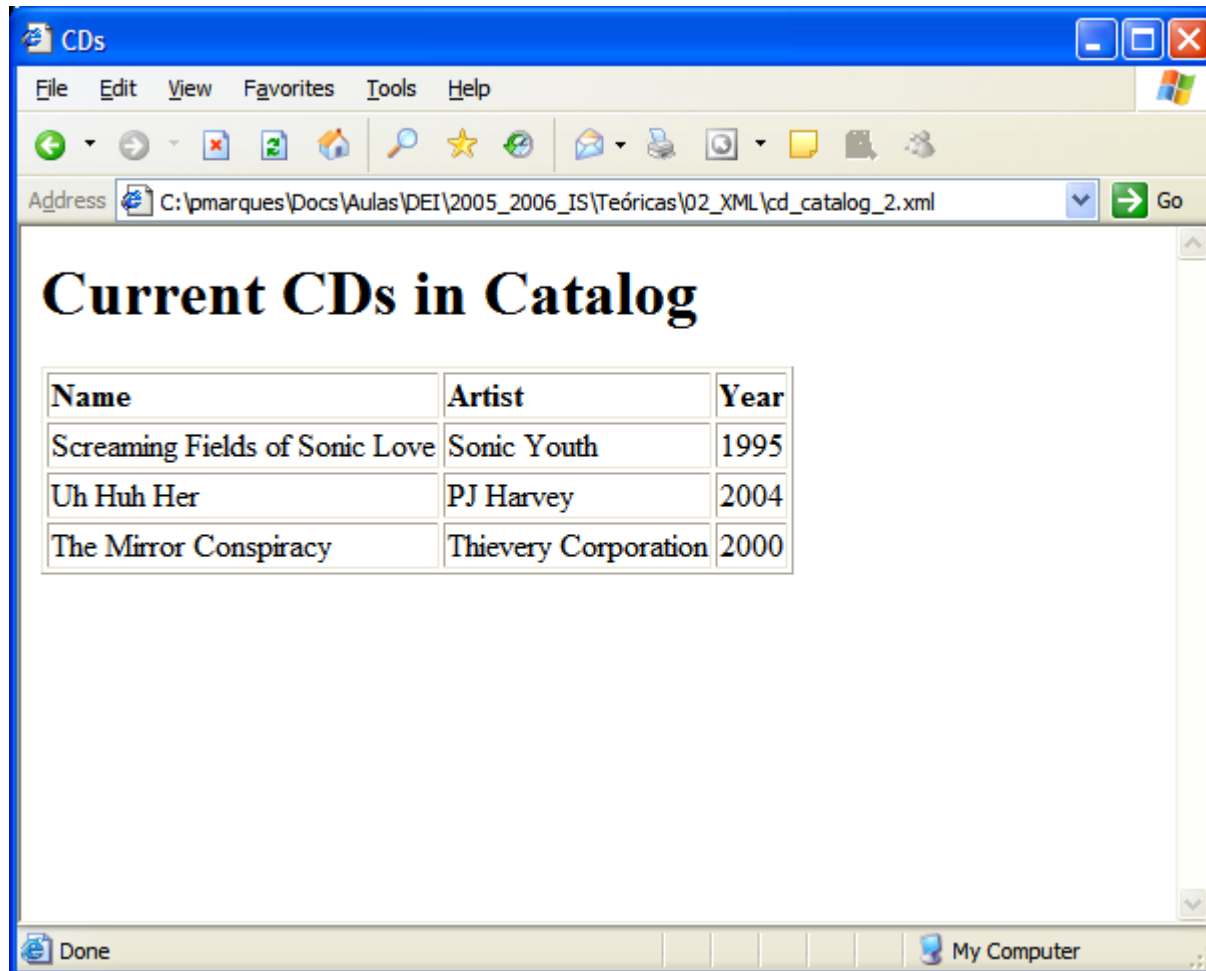 CDs
File Edit View Favorites Tools Help
Address C:\pmarques\Docs\Aulas\DEI\2005_2006_IS\Teóricas\02_XML\cd_catalog_2.xml Go
Current CDs in Catalog
Name Artist Year
Screaming Fields of Sonic Love Sonic Youth 1995
Uh Huh Her PJ Harvey 2004
The Mirror Conspiracy Thievery Corporation 2000
Done My Computer